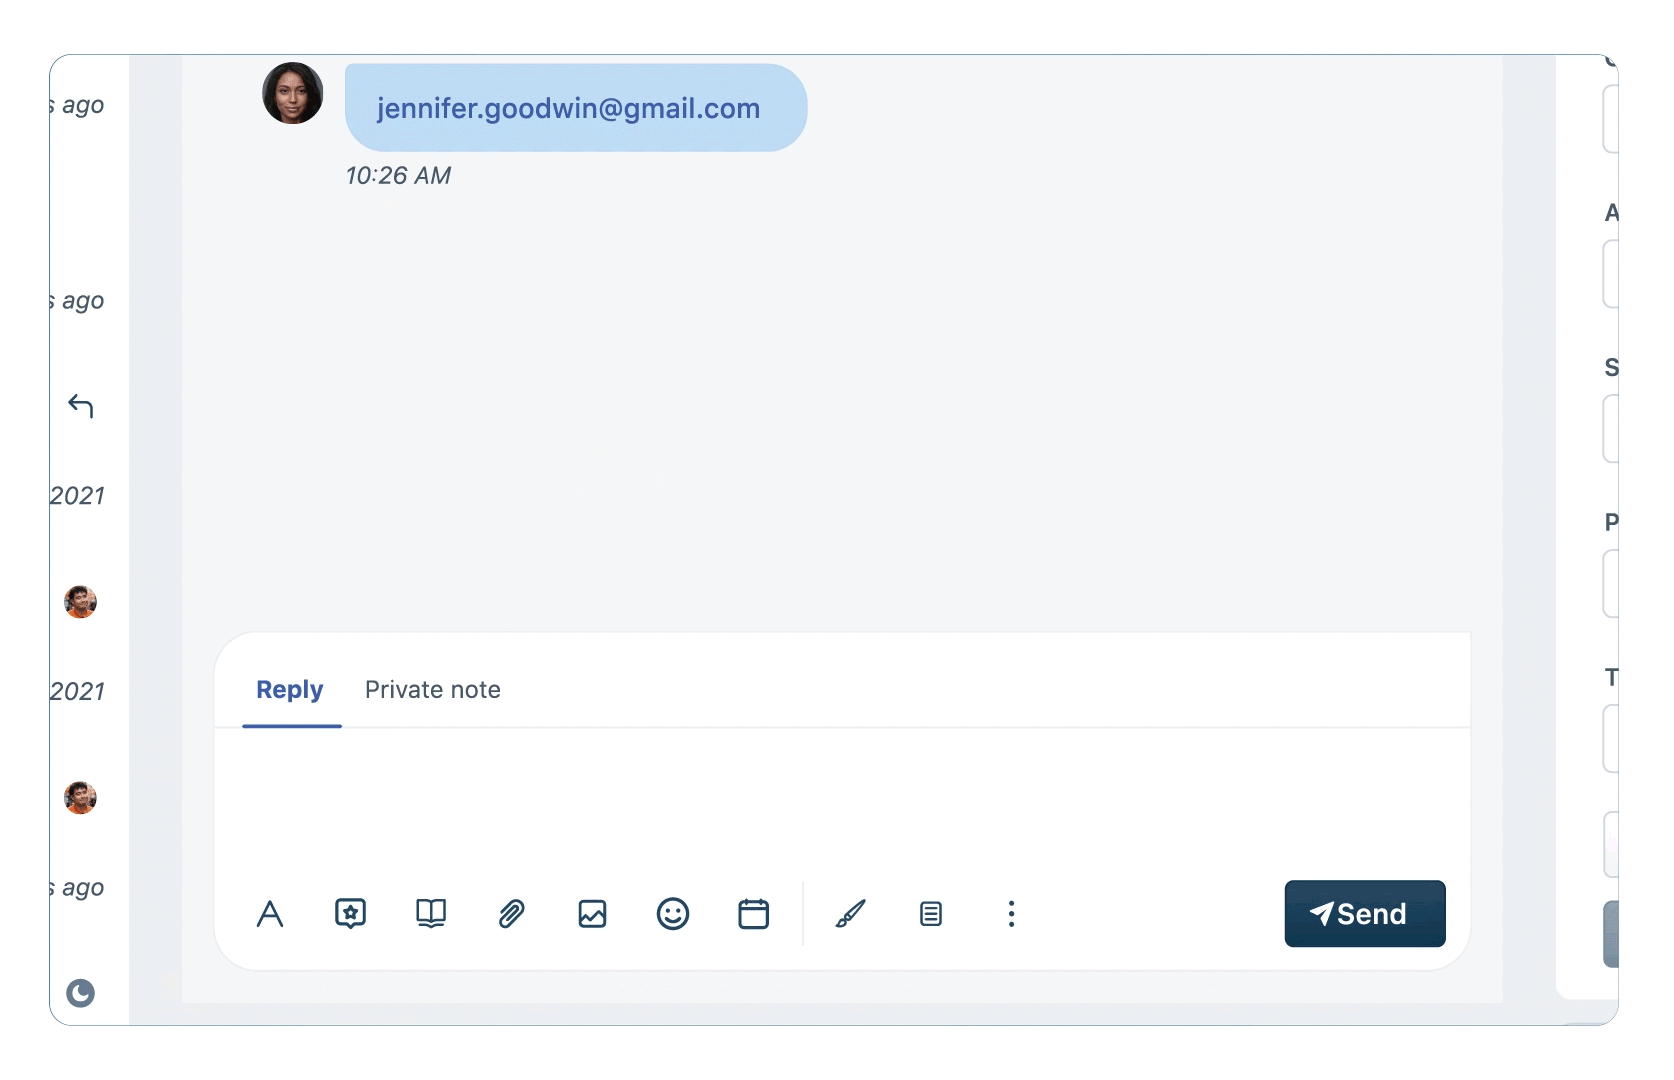 s ago
s ago
2021
2021
s ago
jennifer.goodwin@gmail.com
10:26 AM
Reply Private note
Send
A
S
P
T